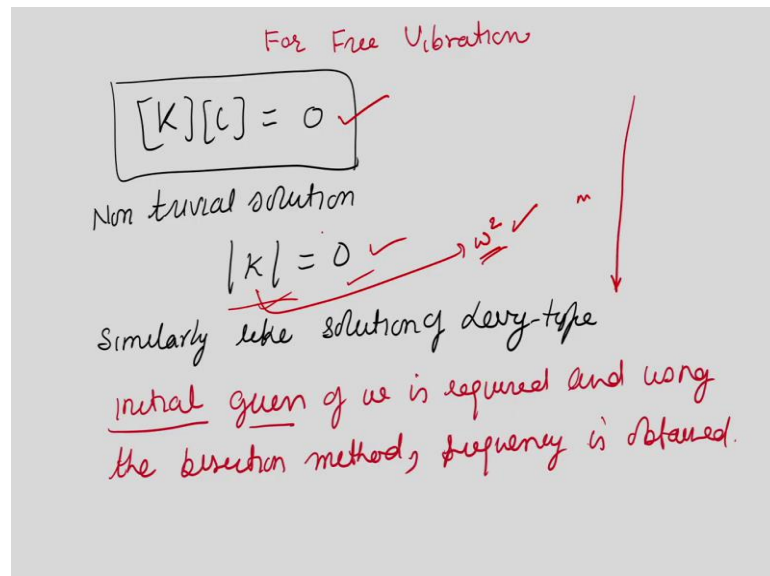 For Free Vibration
[K][C] = 0
Non trivial solution
|K| = 0
ω²
m
Similarly like solution of Levy-type
initial guess of ω is required and using
the bisection method, frequency is obtained.